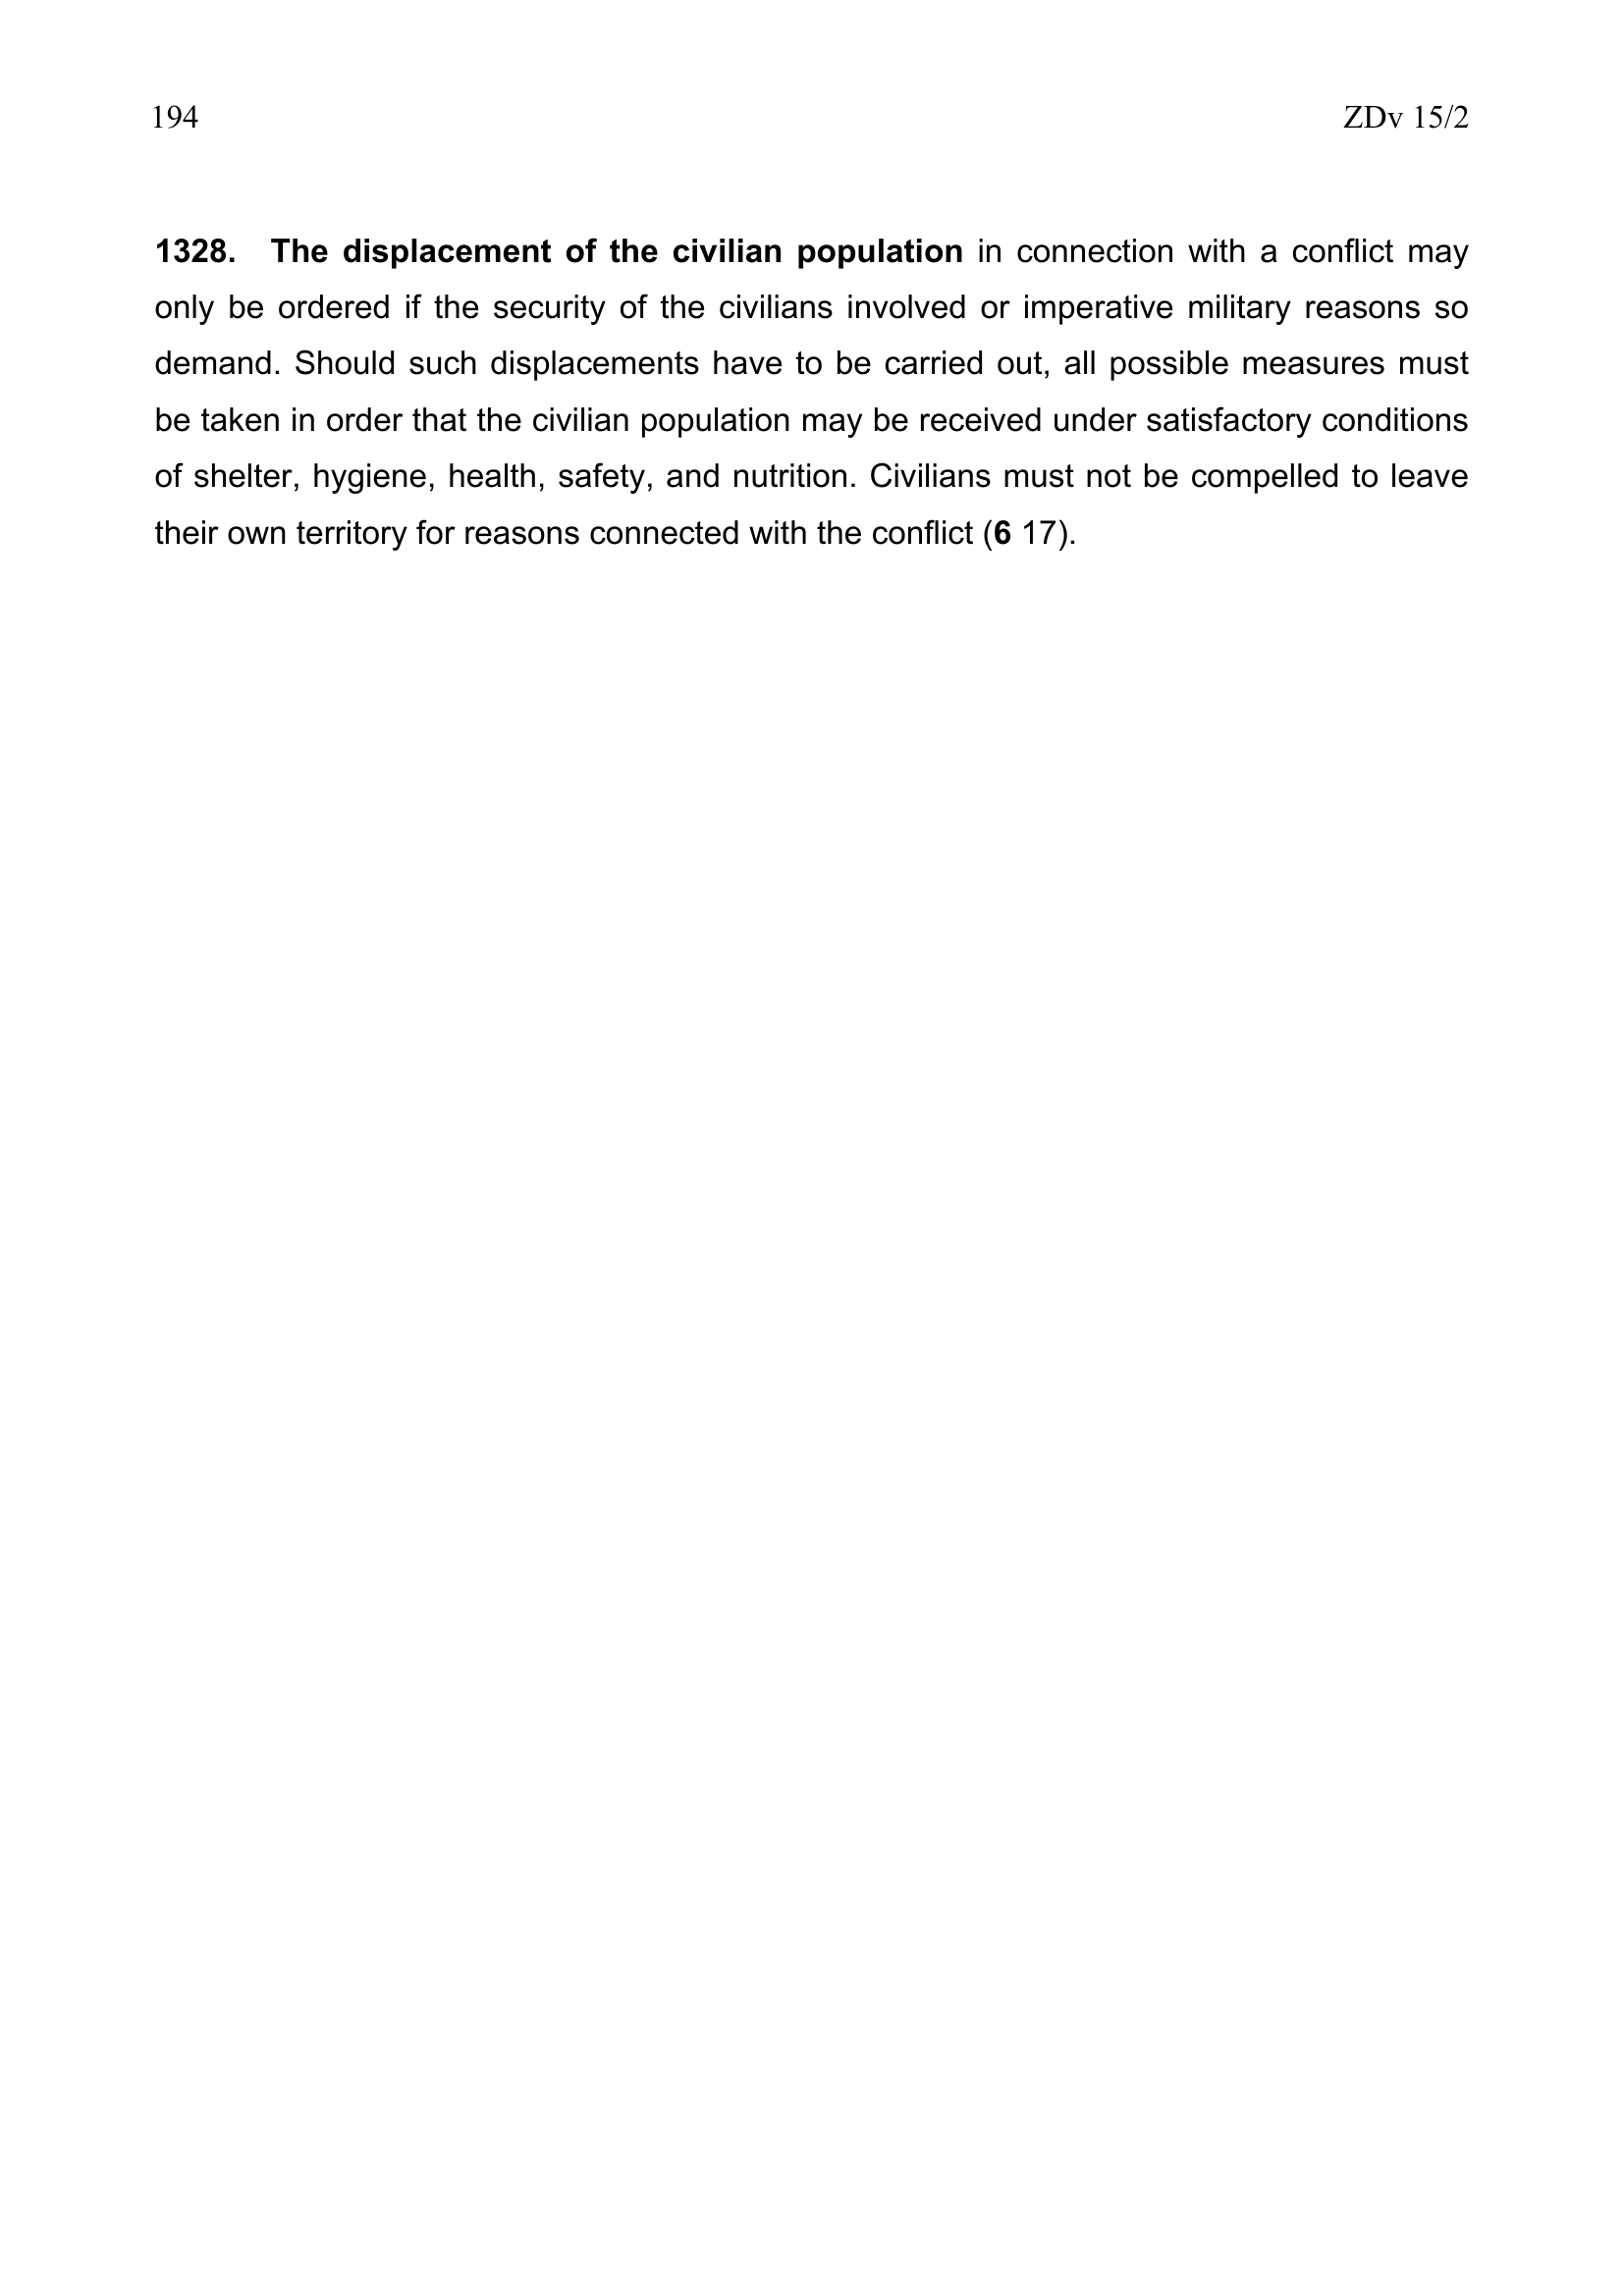 194 ZDv 15/2
1328. The displacement of the civilian population in connection with a conflict may
only be ordered if the security of the civilians involved or imperative military reasons so
demand. Should such displacements have to be carried out, all possible measures must
be taken in order that the civilian population may be received under satisfactory conditions
of shelter, hygiene, health, safety, and nutrition. Civilians must not be compelled to leave
their own territory for reasons connected with the conflict (6 17).